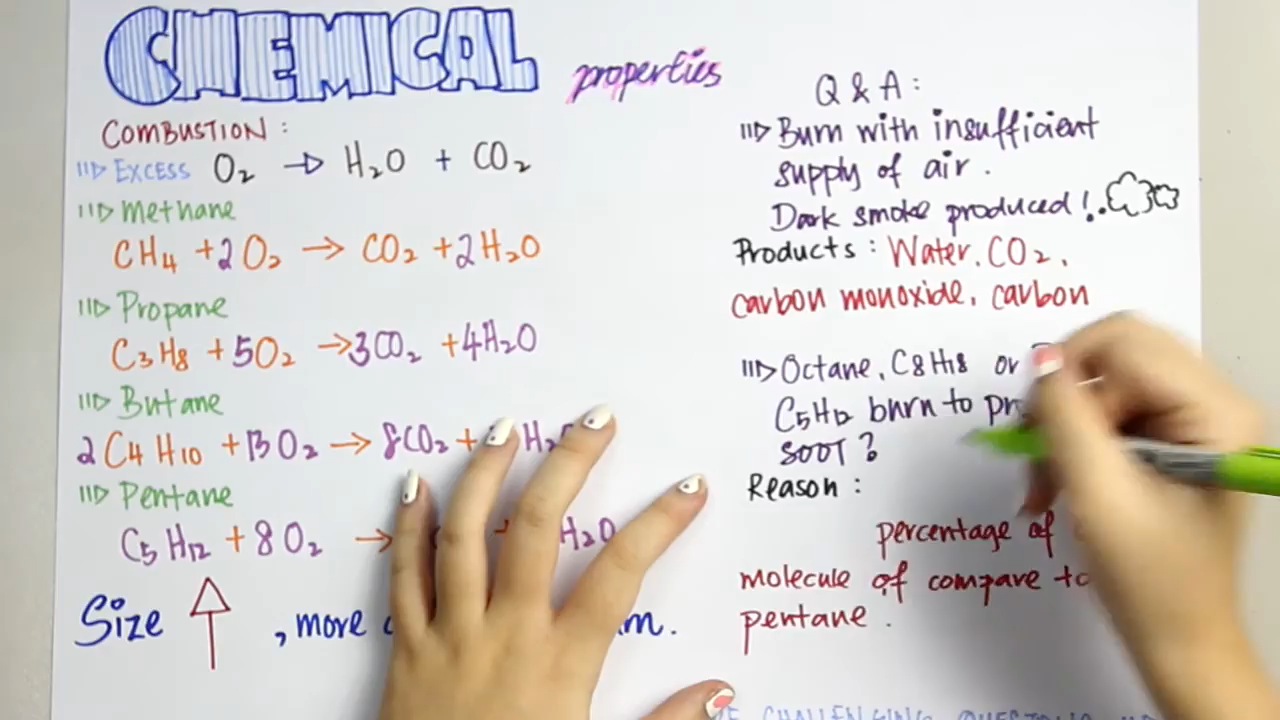 CHEMICAL properties
COMBUSTION :
EXCESS O₂ → H₂O + CO₂
Methane
CH₄ + 2O₂ → CO₂ + 2H₂O
Propane
C₃H₈ + 5O₂ → 3CO₂ + 4H₂O
Butane
2C₄H₁₀ + 13O₂ → 8CO₂ +
Pentane
C₅H₁₂ + 8O₂ → H₂O
Size ↑ , more
Q & A :
Burn with insufficient
supply of air .
Dark smoke produced !
Products : Water, CO₂ ,
carbon monoxide, carbon
Octane, C₈H₁₈ or
C₅H₁₂ burn to
SOOT ?
Reason :
percentage of
molecule of compare to
pentane .